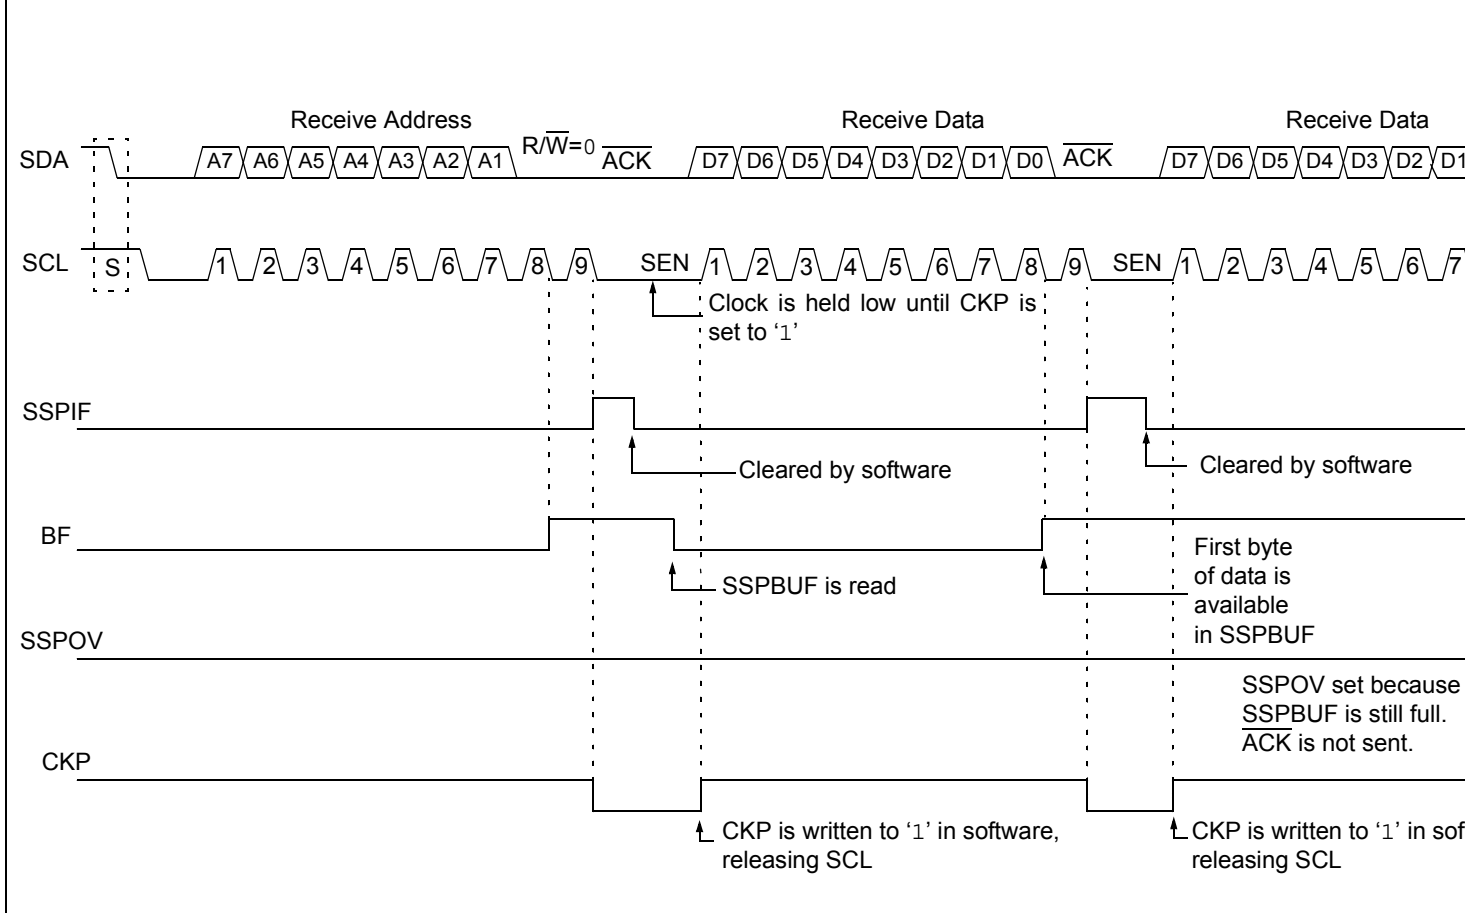 Receive Address
Receive Data
Receive Data
SDA
A7 A6 A5 A4 A3 A2 A1
R/W=0
ACK
D7 D6 D5 D4 D3 D2 D1 D0
ACK
D7 D6 D5 D4 D3 D2 D1
SCL
S
1 2 3 4 5 6 7 8 9
SEN
1 2 3 4 5 6 7 8 9
SEN
1 2 3 4 5 6 7
Clock is held low until CKP is
set to ‘1’
SSPIF
Cleared by software
Cleared by software
BF
SSPBUF is read
First byte
of data is
available
in SSPBUF
SSPOV
SSPOV set because
SSPBUF is still full.
ACK is not sent.
CKP
CKP is written to ‘1’ in software,
releasing SCL
CKP is written to ‘1’ in sof
releasing SCL